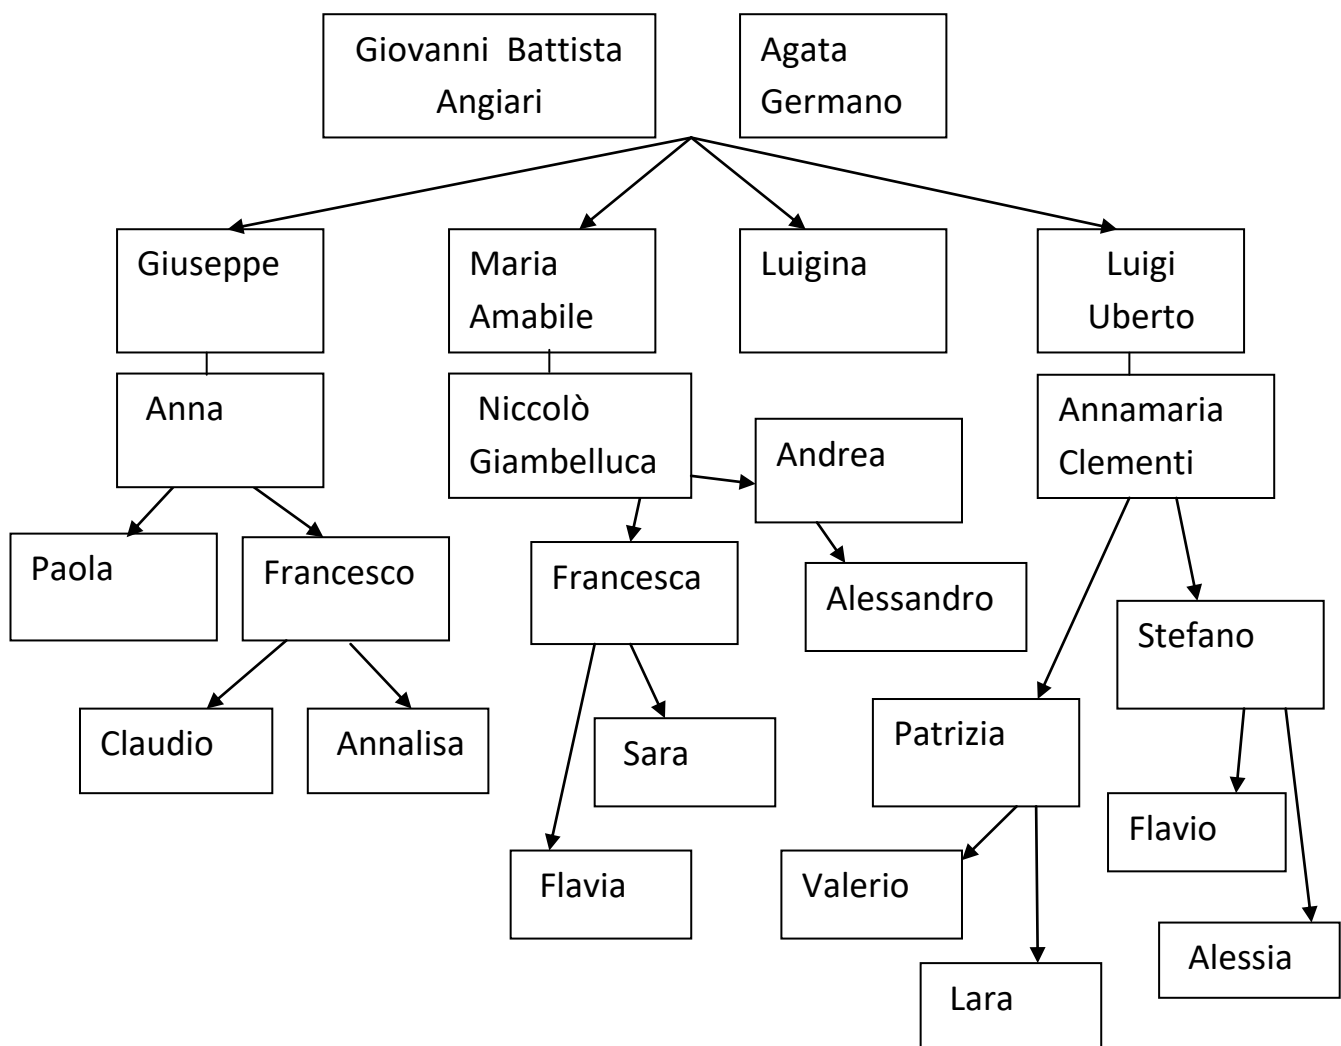 Giovanni Battista
Angiari
Agata
Germano
Giuseppe
Maria
Amabile
Luigina
Luigi
Uberto
Anna
Niccolò
Giambelluca
Andrea
Annamaria
Clementi
Paola
Francesco
Francesca
Alessandro
Stefano
Claudio
Annalisa
Sara
Patrizia
Flavio
Flavia
Valerio
Alessia
Lara